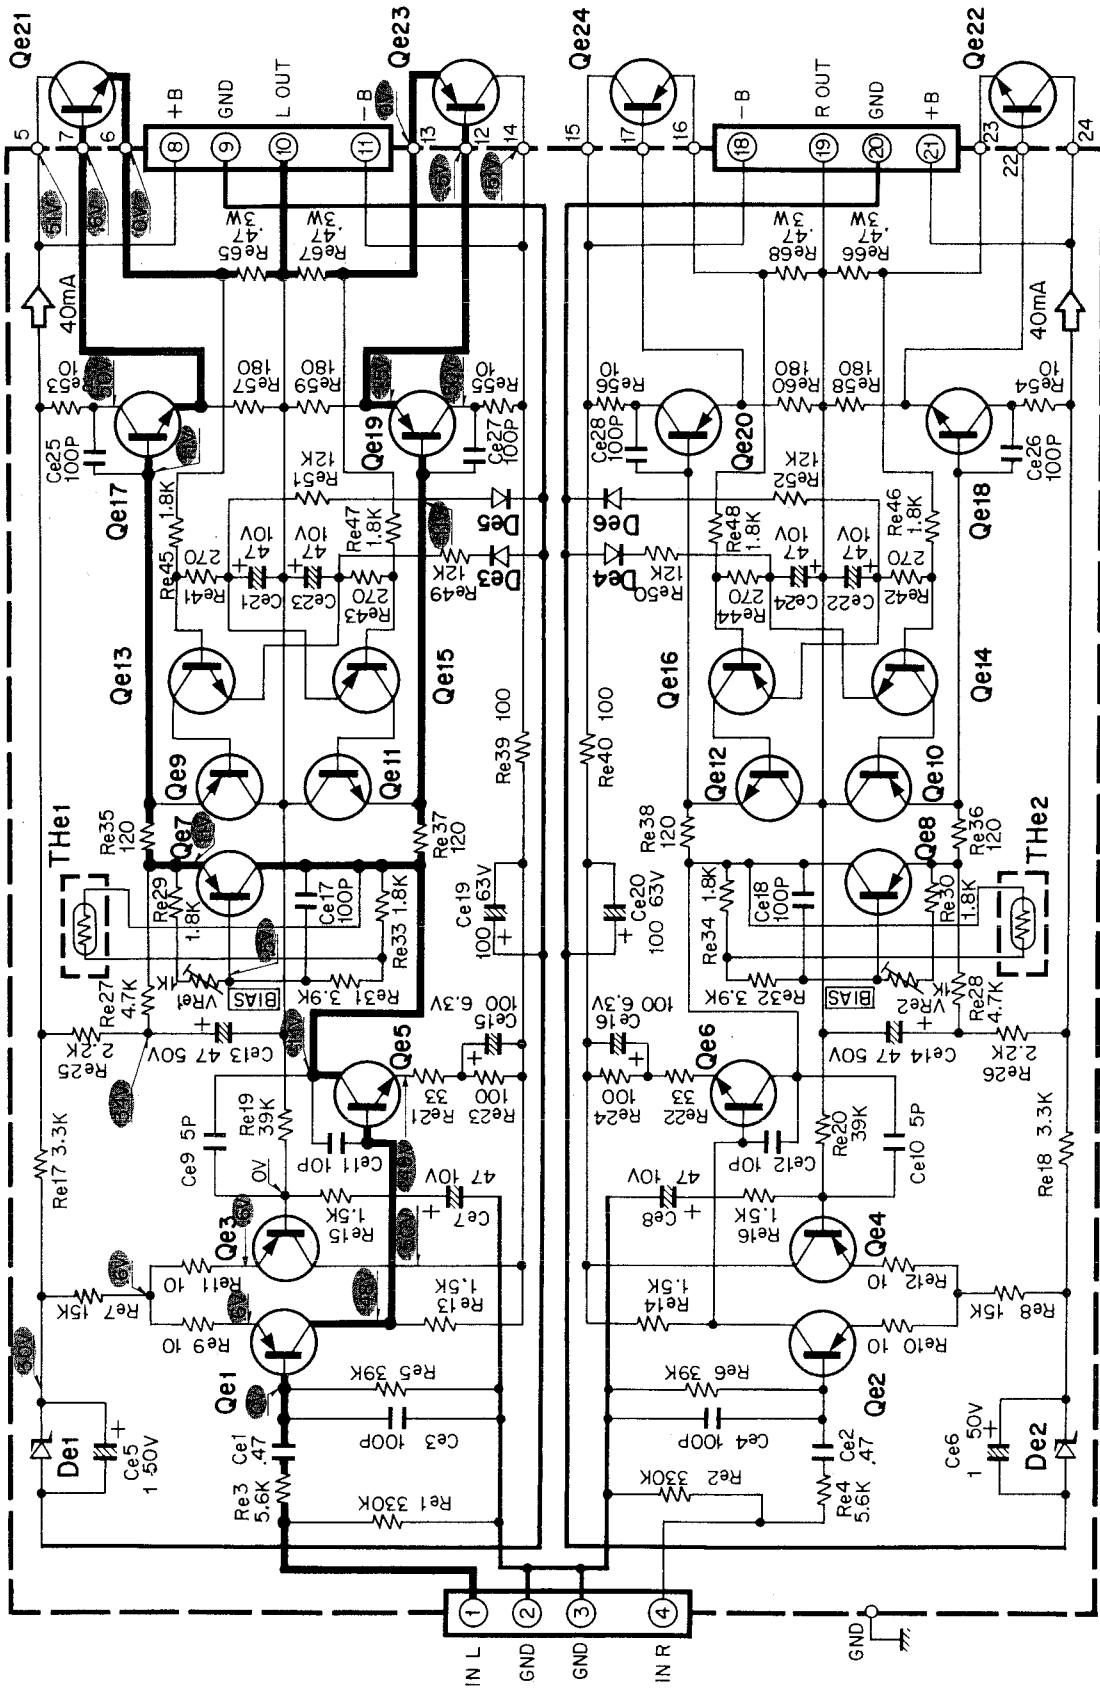 Qe21
Qe23
Qe24
Qe22
5
7
6
+B
GND
L OUT
-B
8
9
10
11
13
12
14
15
17
16
-B
R OUT
GND
+B
18
19
20
21
23
22
24
51V
.6V
0V
0V
40mA
Re65
.47
3W
Re67
.47
3W
Re68
.47
3W
Re66
.47
3W
40mA
Re53
10
50V
Re57
180
Re59
180
Re55
10
Re56
10
Re60
180
Re58
180
Re54
10
Ce25
100P
Qe17
Qe19
Ce27
100P
Ce28
100P
Qe20
Qe18
Ce26
100P
Re45
1.8K
Re51
12K
Re47
1.8K
De5
De6
Re52
12K
Re48
1.8K
Re46
1.8K
Re41
270
Ce21
47
10V
Ce23
47
10V
Re43
270
Re49
12K
De3
De4
Re50
12K
Re44
270
Ce24
47
10V
Ce22
47
10V
Re42
270
Qe13
Qe15
Qe16
Qe14
Re39 100
Re40 100
Qe9
Qe11
Qe12
Qe10
Re35
120
Re37
120
Re38
120
Re36
120
THe1
Qe7
Qe8
THe2
Re29
1.8K
Ce17
100P
Re33
1.8K
Ce19
100 63V
Ce20
100 63V
Re34
1.8K
Ce18
100P
Re30
1.8K
VRe1
1K
BIAS
Re31 3.9K
Re32 3.9K
BIAS
VRe2
1K
Re27
4.7K
Re28
4.7K
Re25
2.2K
Ce13 47 50V
Ce15
100 6.3V
Ce16
100 6.3V
Ce14 47 50V
Re26
2.2K
Qe5
Re21
33
Re23
100
Re24
100
Re22
33
Qe6
Re17 3.3K
Ce9 5P
Re19
39K
Ce11 10P
Ce12 10P
Re20
39K
Ce10 5P
Re18 3.3K
0V
Re15
1.5K
Ce7
47 10V
Ce8
47 10V
Re16
1.5K
Re7
15K
6V
Re11
10
Qe3
Qe4
Re12
10
Re8
15K
Re9
10
Re13
1.5K
Re14
1.5K
Re10
10
Qe1
Re5 39K
Re6 39K
Qe2
De1
Ce5
1 50V
Ce1
.47
Ce3
100P
Ce4
100P
Ce2
.47
Ce6
1 50V
De2
Re3
5.6K
Re1
330K
Re2
330K
Re4
5.6K
1
2
3
4
IN L
GND
GND
IN R
GND